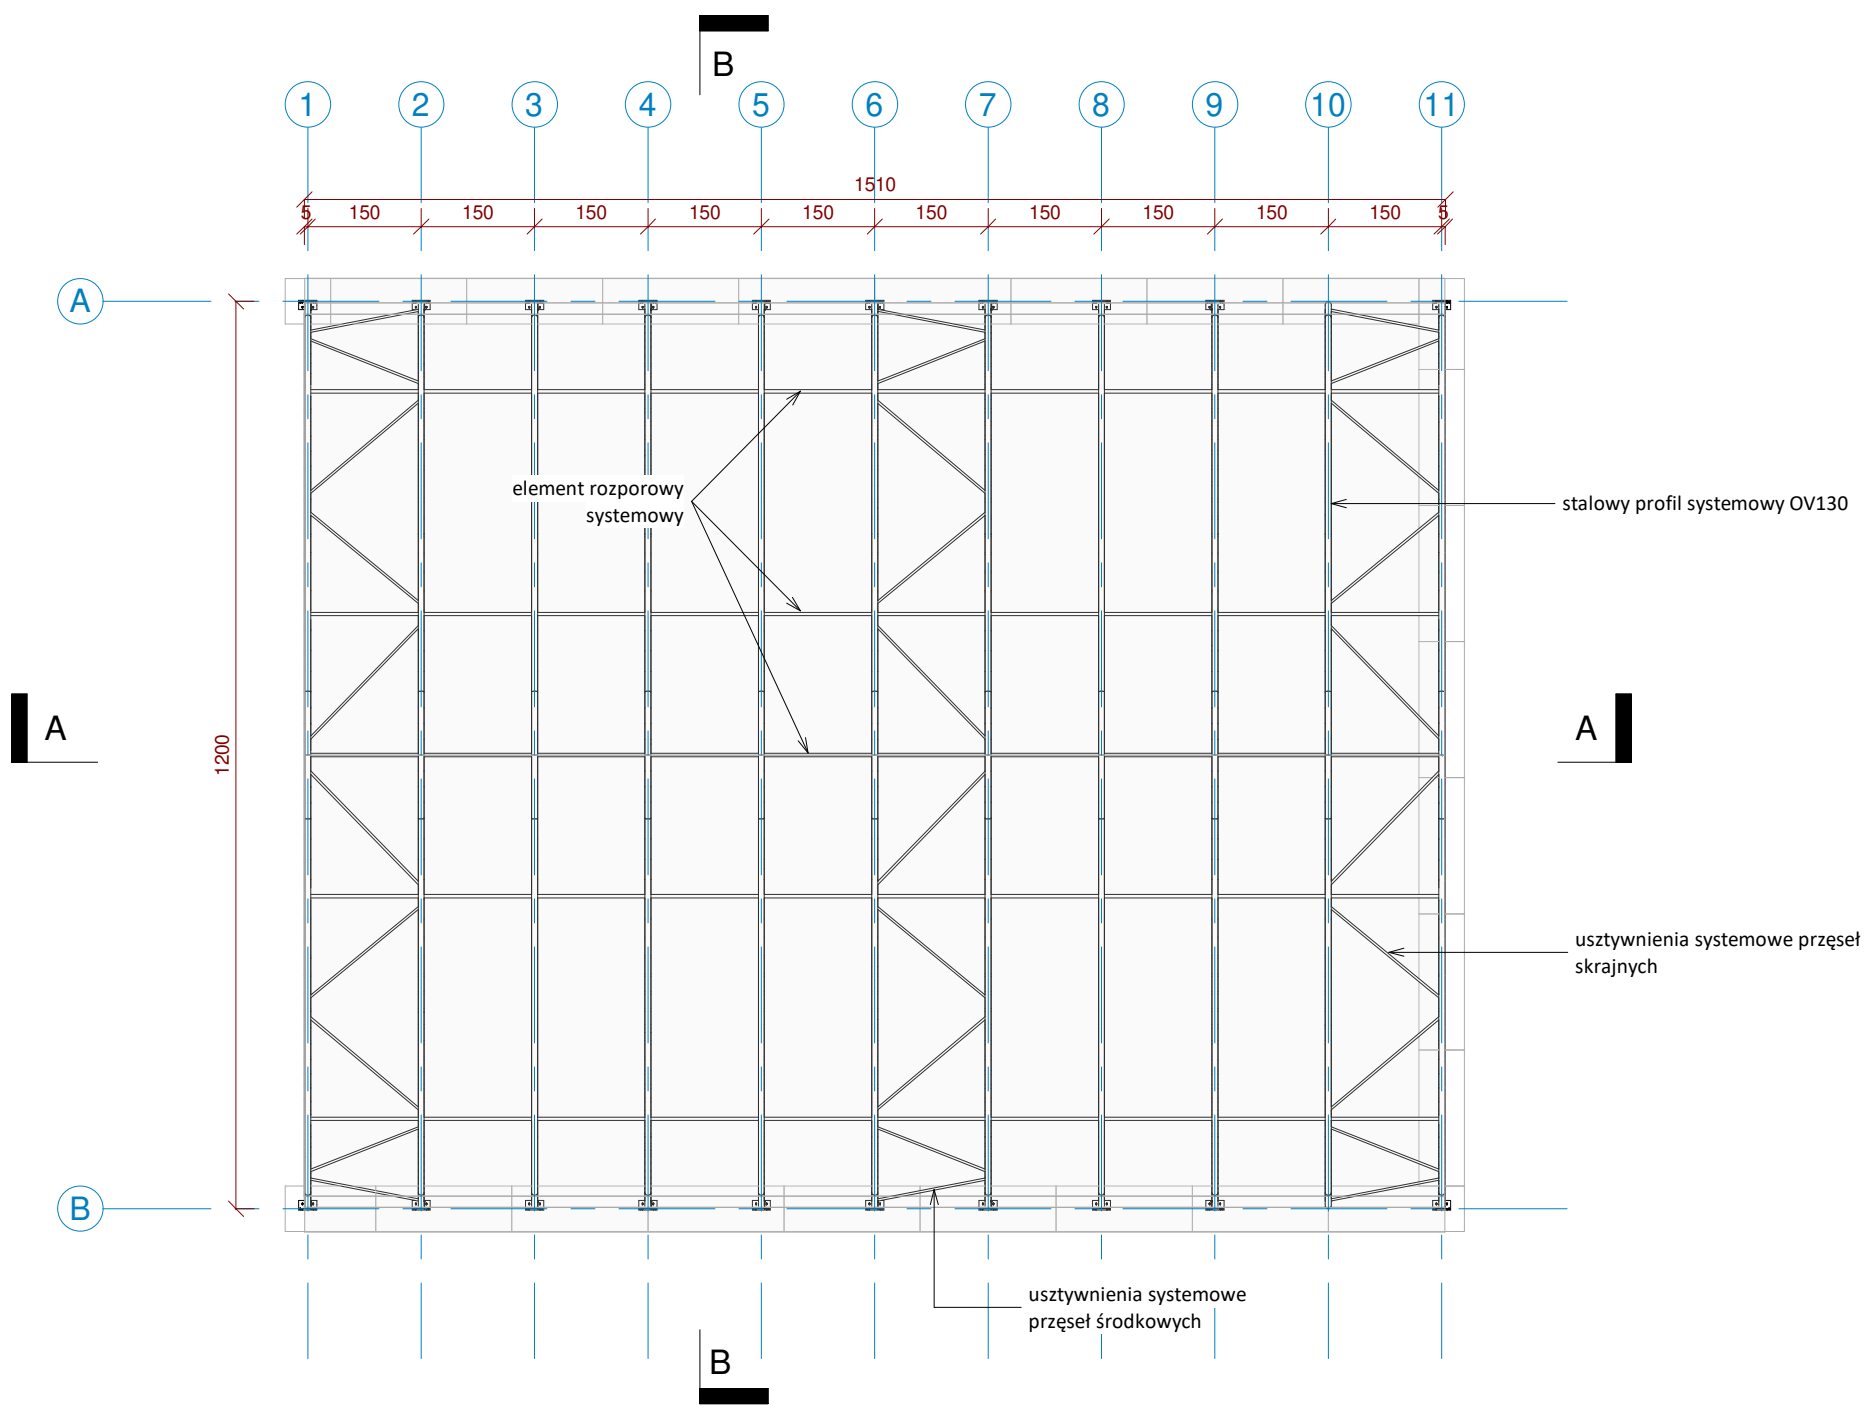 B
1 2 3 4 5 6 7 8 9 10 11
1510
5 150 150 150 150 150 150 150 150 150 150 5
A
element rozporowy
systemowy
stalowy profil systemowy OV130
A
A
1200
usztywnienia systemowe przęseł
skrajnych
B
usztywnienia systemowe
przęseł środkowych
B